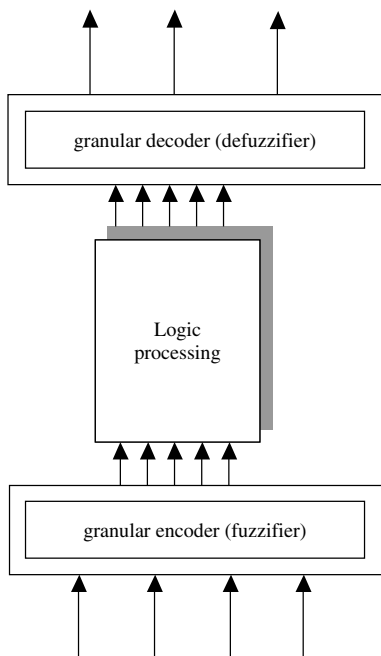 granular decoder (defuzzifier)
Logic
processing
granular encoder (fuzzifier)